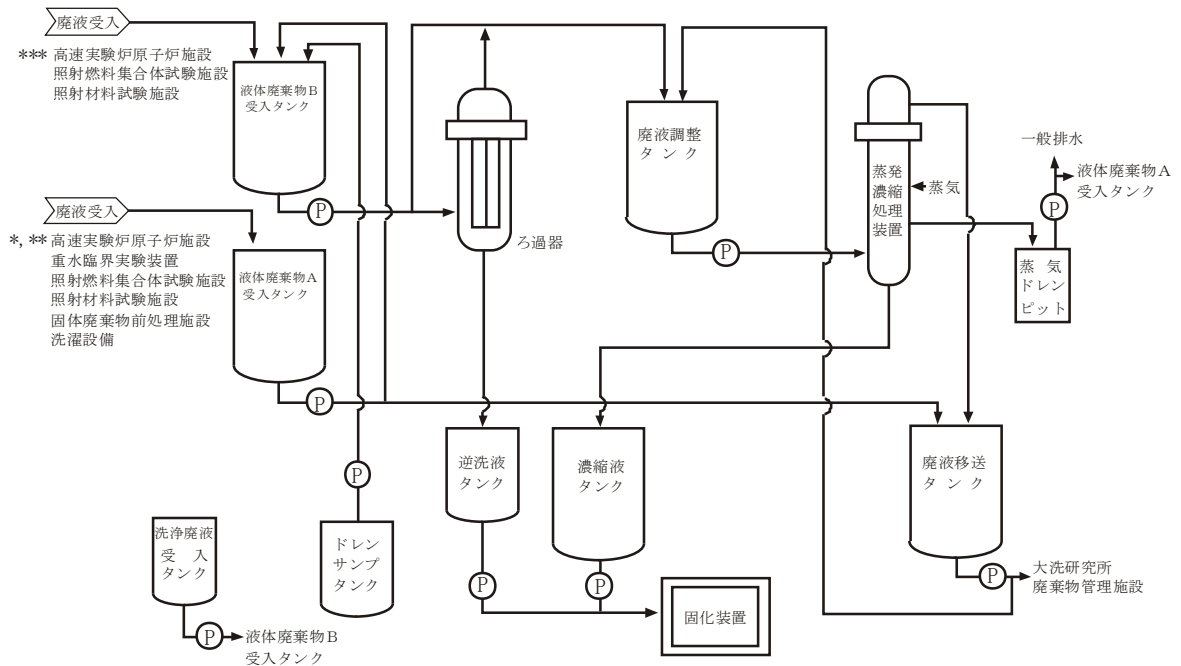 廃液受入
*** 高速実験炉原子炉施設
照射燃料集合体試験施設
照射材料試験施設
液体廃棄物B
受入タンク
P
廃液受入
*, ** 高速実験炉原子炉施設
重水臨界実験装置
照射燃料集合体試験施設
照射材料試験施設
固体廃棄物前処理施設
洗濯設備
液体廃棄物A
受入タンク
P
ろ過器
廃液調整
タンク
P
蒸発
濃縮
処理
装置
蒸気
一般排水
液体廃棄物A
受入タンク
P
蒸気
ドレン
ピット
洗浄廃液
受入
タンク
P
液体廃棄物B
受入タンク
P
ドレン
サンプ
タンク
逆洗液
タンク
P
濃縮液
タンク
P
固化装置
廃液移送
タンク
P
大洗研究所
廃棄物管理施設